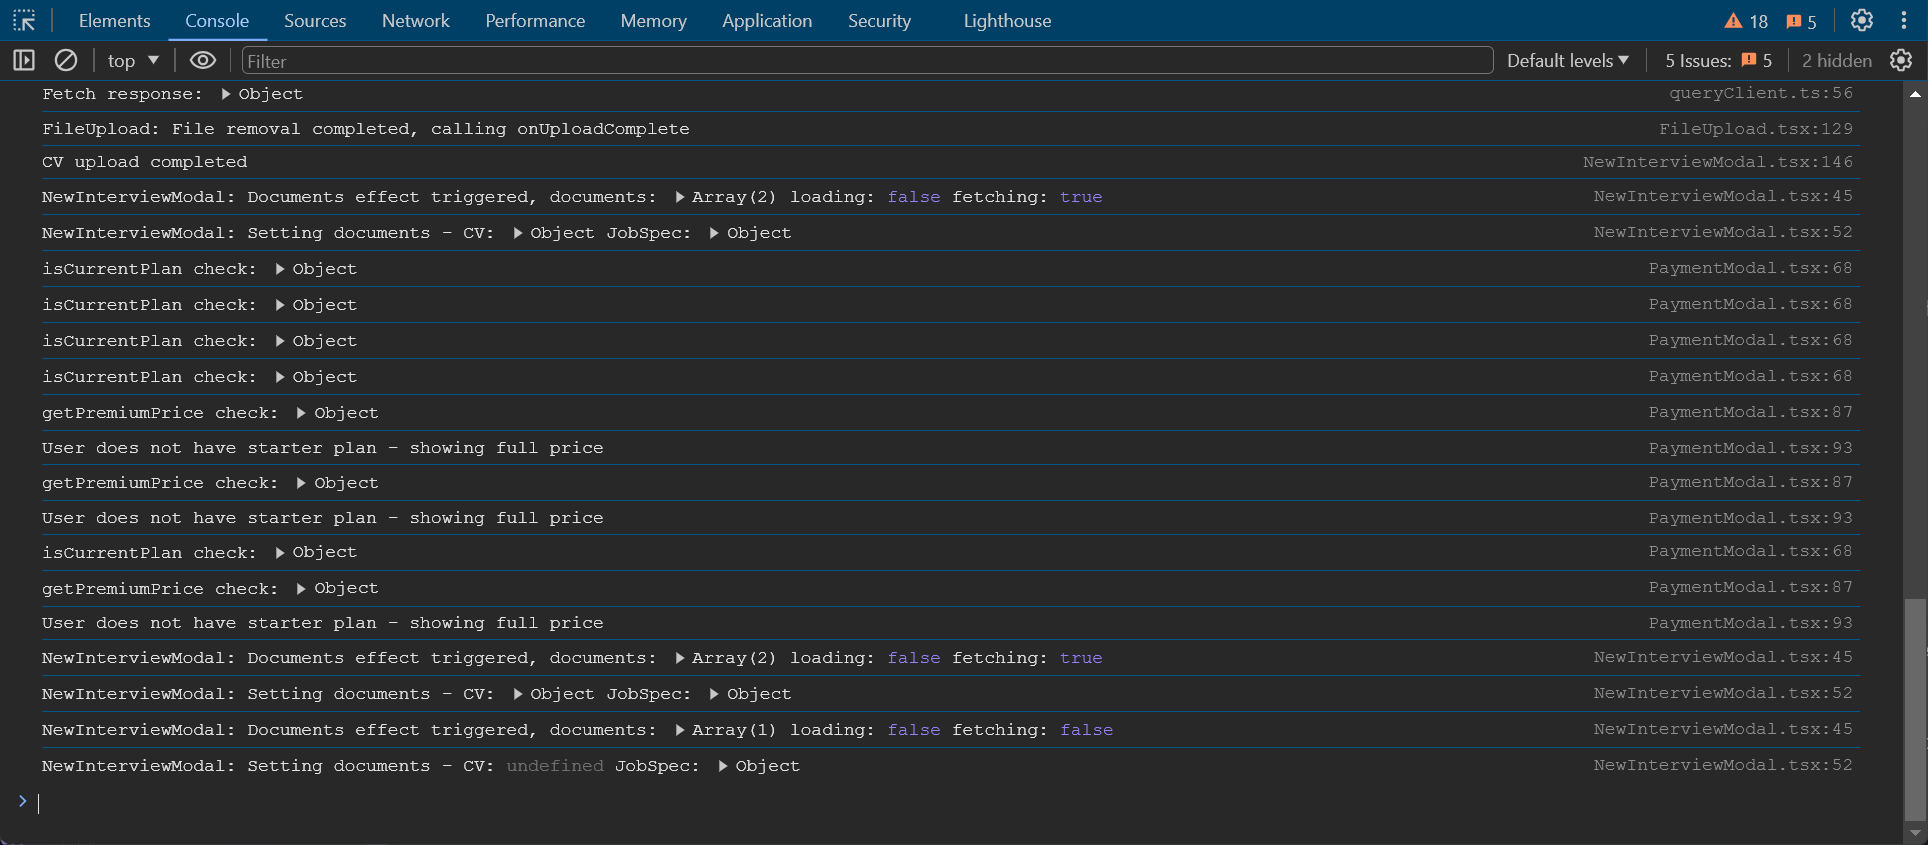 Elements Console Sources Network Performance Memory Application Security Lighthouse 18 5
top Filter Default levels 5 Issues: 5 2 hidden
Fetch response: Object queryClient.ts:56
FileUpload: File removal completed, calling onUploadComplete FileUpload.tsx:129
CV upload completed NewInterviewModal.tsx:146
NewInterviewModal: Documents effect triggered, documents: Array(2) loading: false fetching: true NewInterviewModal.tsx:45
NewInterviewModal: Setting documents - CV: Object JobSpec: Object NewInterviewModal.tsx:52
isCurrentPlan check: Object PaymentModal.tsx:68
isCurrentPlan check: Object PaymentModal.tsx:68
isCurrentPlan check: Object PaymentModal.tsx:68
isCurrentPlan check: Object PaymentModal.tsx:68
getPremiumPrice check: Object PaymentModal.tsx:87
User does not have starter plan - showing full price PaymentModal.tsx:93
getPremiumPrice check: Object PaymentModal.tsx:87
User does not have starter plan - showing full price PaymentModal.tsx:93
isCurrentPlan check: Object PaymentModal.tsx:68
getPremiumPrice check: Object PaymentModal.tsx:87
User does not have starter plan - showing full price PaymentModal.tsx:93
NewInterviewModal: Documents effect triggered, documents: Array(2) loading: false fetching: true NewInterviewModal.tsx:45
NewInterviewModal: Setting documents - CV: Object JobSpec: Object NewInterviewModal.tsx:52
NewInterviewModal: Documents effect triggered, documents: Array(1) loading: false fetching: false NewInterviewModal.tsx:45
NewInterviewModal: Setting documents - CV: undefined JobSpec: Object NewInterviewModal.tsx:52